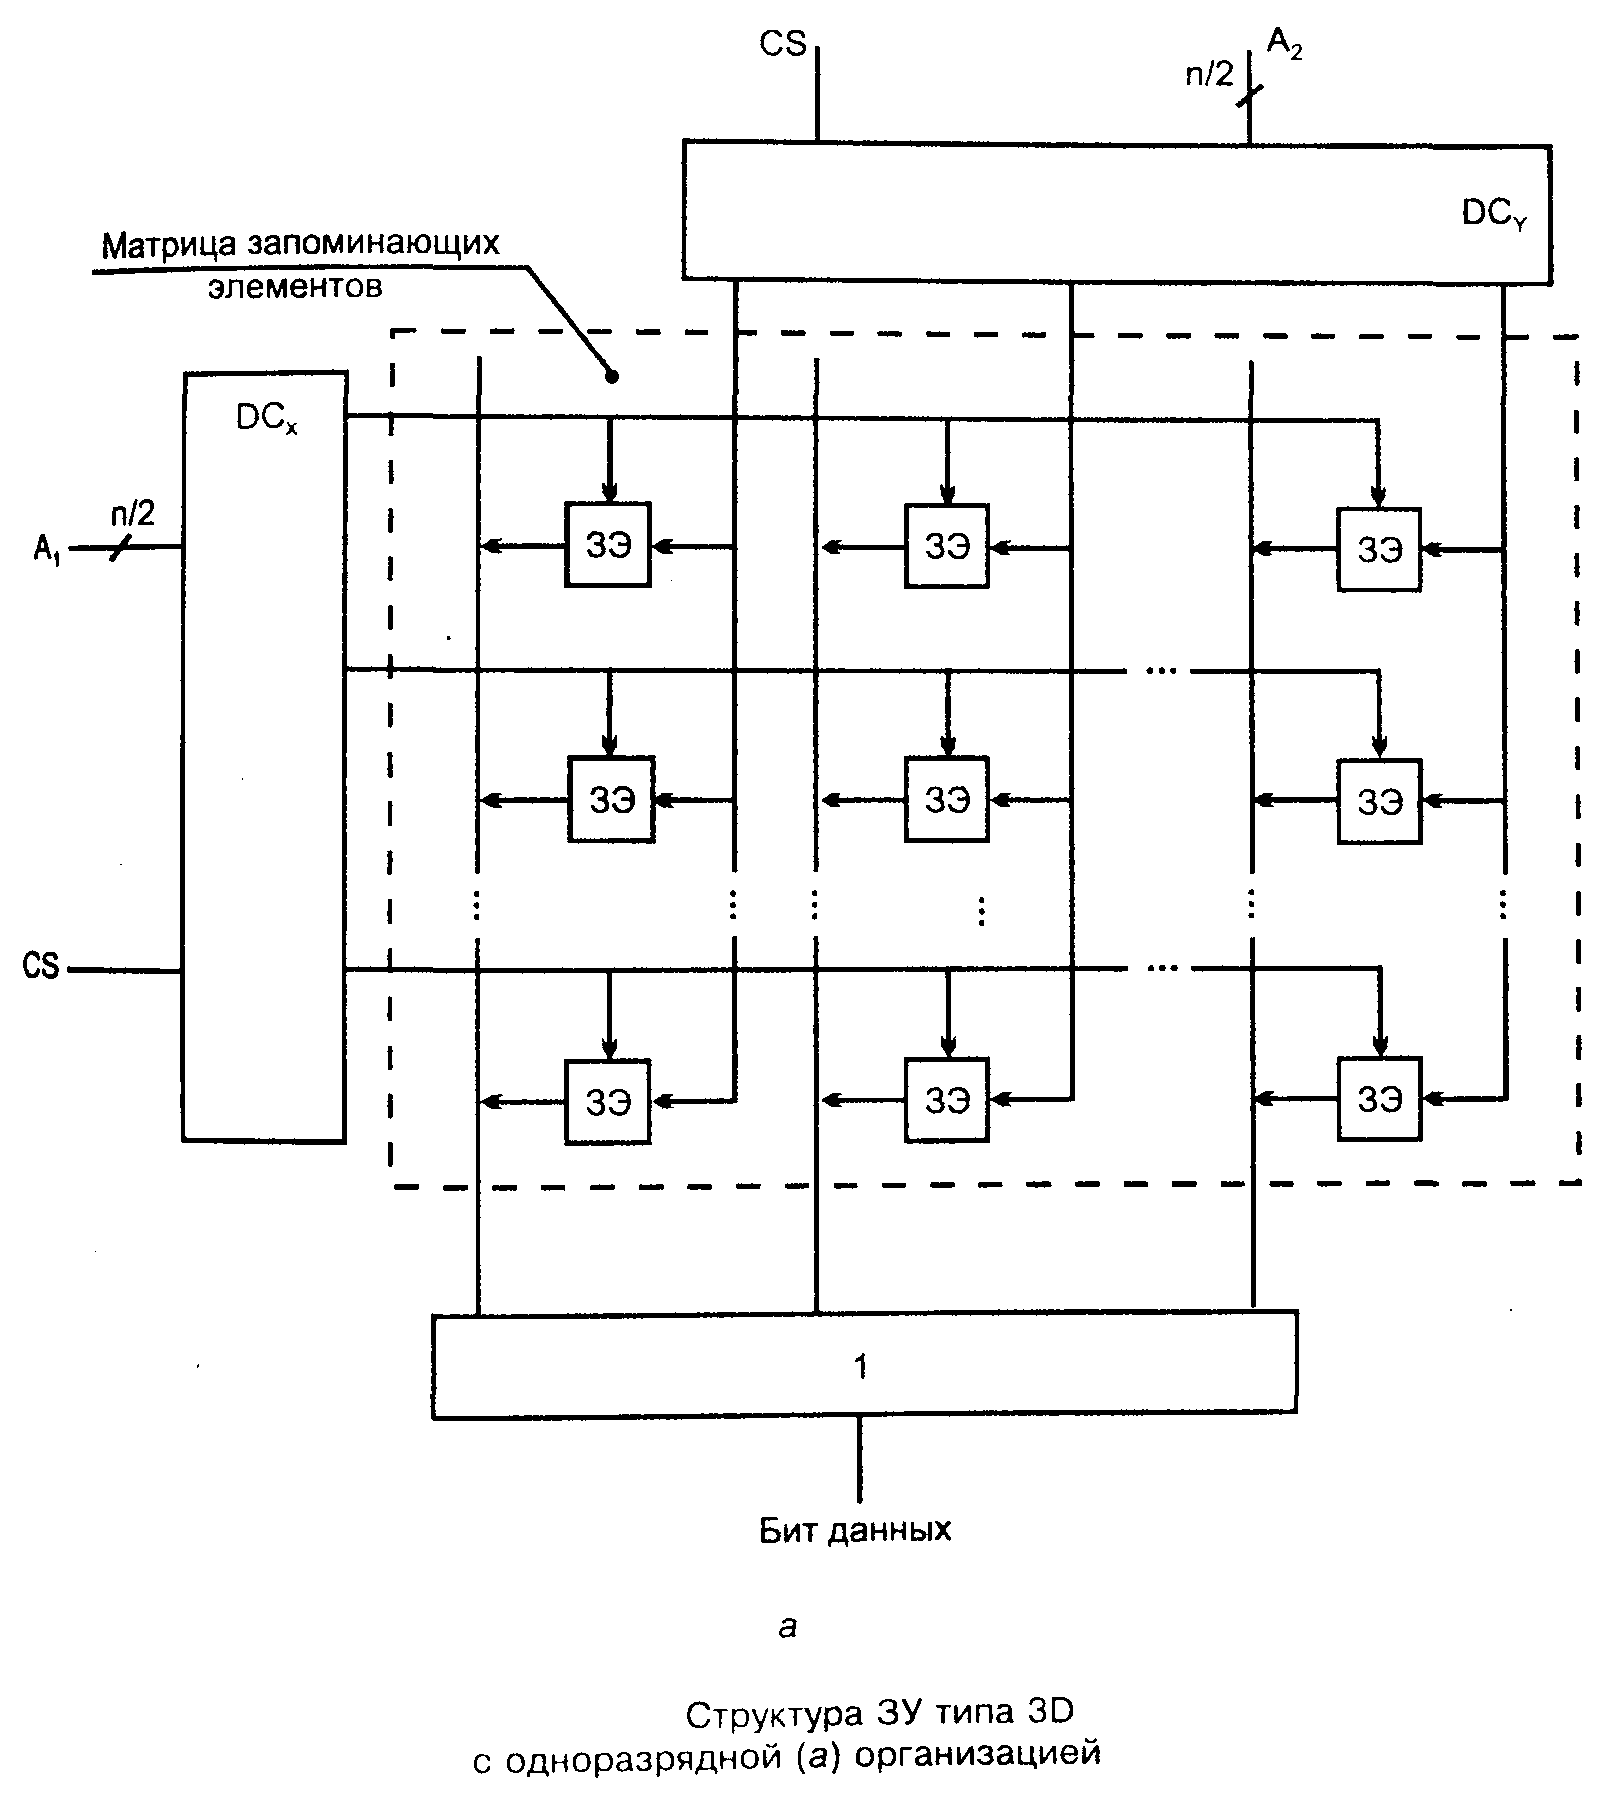 CS
A₂
n/2
DCY
Матрица запоминающих
элементов
DCx
n/2
A₁
ЗЭ
ЗЭ
ЗЭ
...
ЗЭ
ЗЭ
ЗЭ
CS
...
ЗЭ
ЗЭ
ЗЭ
1
Бит данных
а
Структура ЗУ типа 3D
с одноразрядной (а) организацией